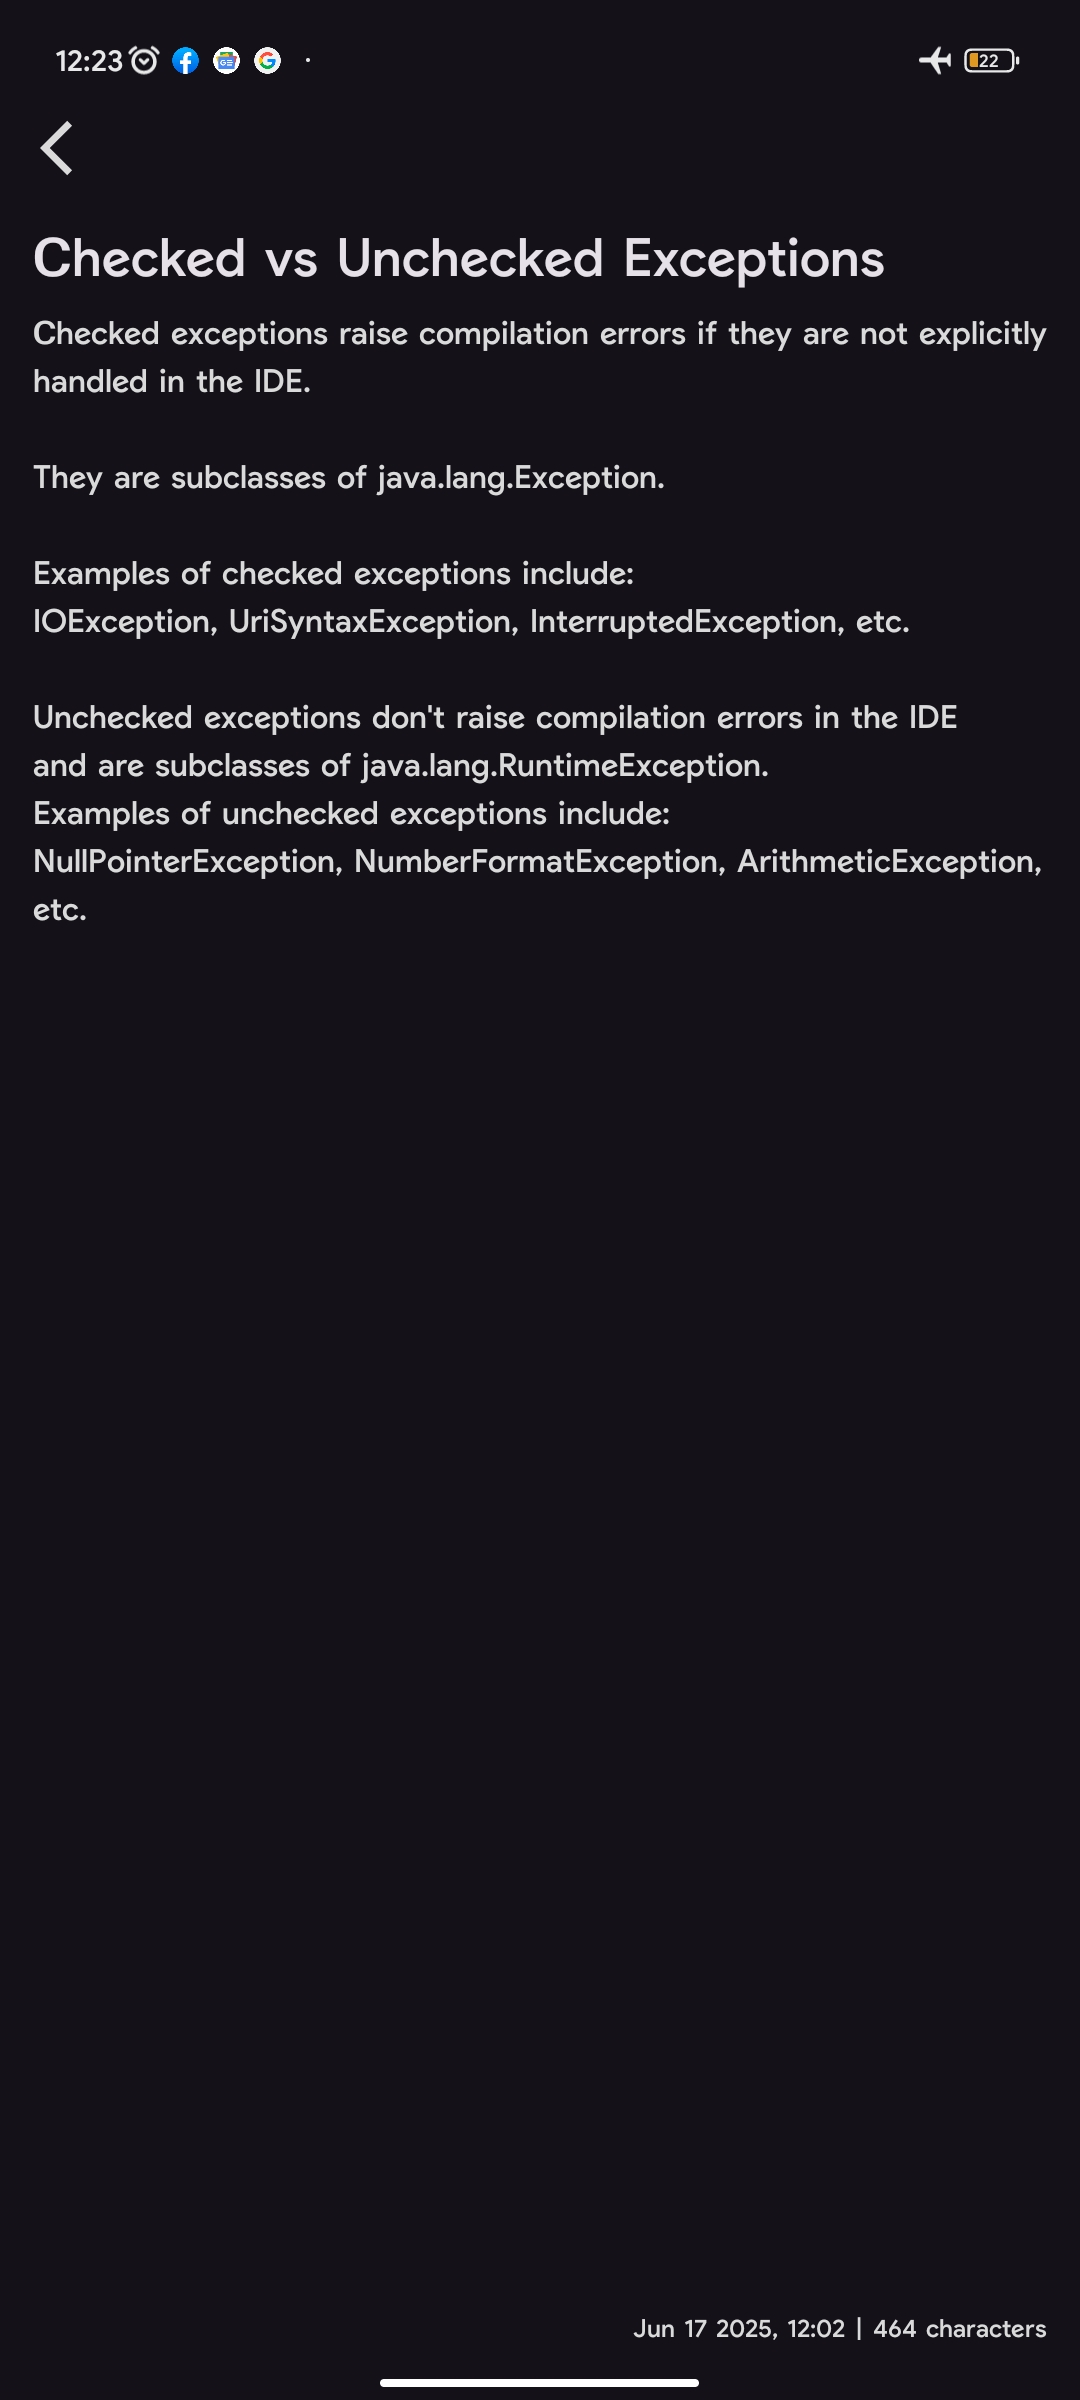 12:23
22
Checked vs Unchecked Exceptions
Checked exceptions raise compilation errors if they are not explicitly
handled in the IDE.
They are subclasses of java.lang.Exception.
Examples of checked exceptions include:
IOException, UriSyntaxException, InterruptedException, etc.
Unchecked exceptions don't raise compilation errors in the IDE
and are subclasses of java.lang.RuntimeException.
Examples of unchecked exceptions include:
NullPointerException, NumberFormatException, ArithmeticException,
etc.
Jun 17 2025, 12:02 | 464 characters